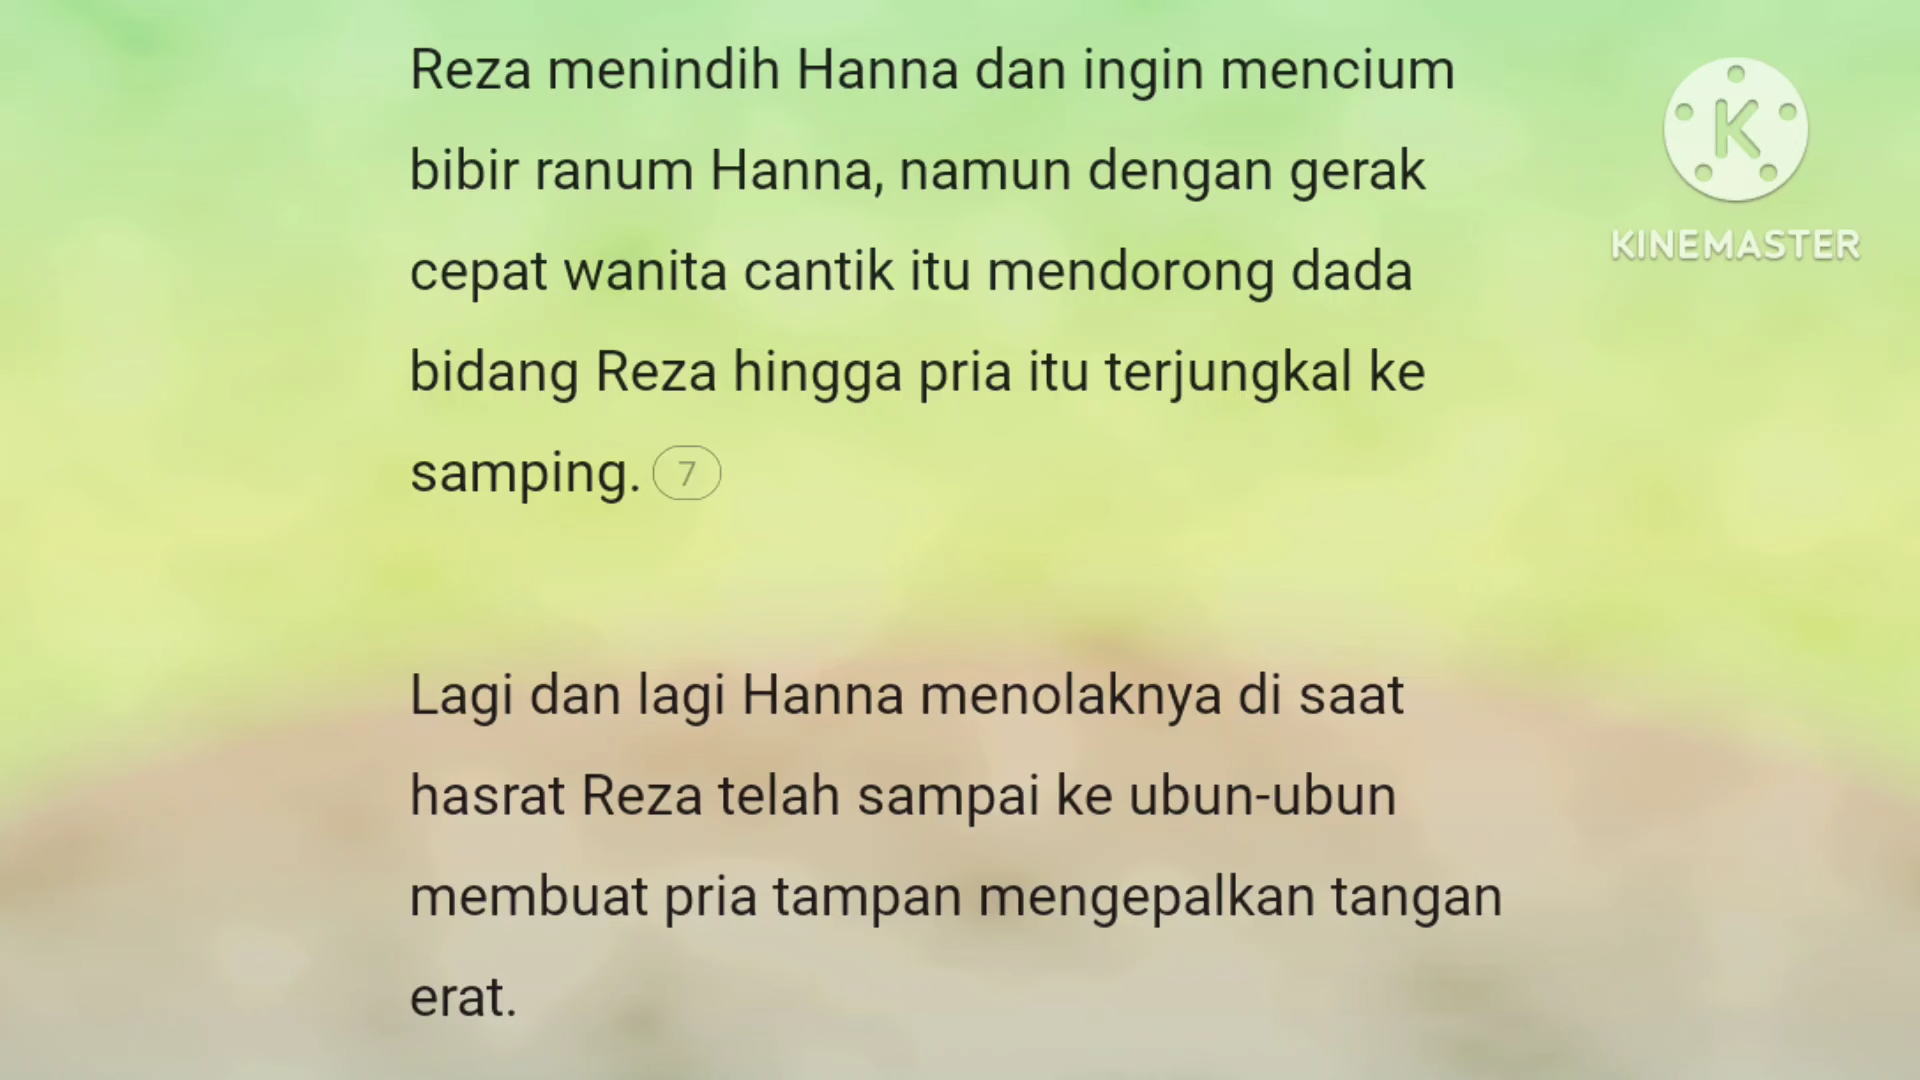 Reza menindih Hanna dan ingin mencium
bibir ranum Hanna, namun dengan gerak
cepat wanita cantik itu mendorong dada
bidang Reza hingga pria itu terjungkal ke
samping. 7
Lagi dan lagi Hanna menolaknya di saat
hasrat Reza telah sampai ke ubun-ubun
membuat pria tampan mengepalkan tangan
erat.
K
KINEMASTER